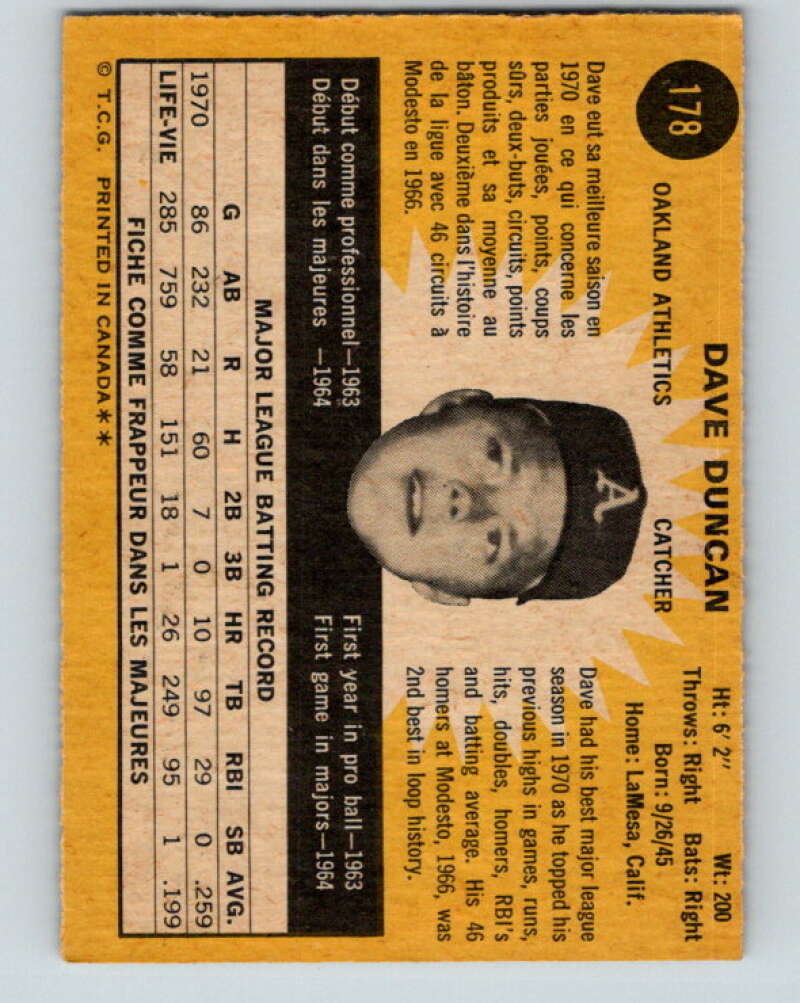 178
DAVE DUNCAN
OAKLAND ATHLETICS CATCHER
Ht: 6' 2" Wt: 200
Throws: Right Bats: Right
Born: 9/26/45
Home: LaMesa, Calif.
Dave eut sa meilleure saison en
1970 en ce qui concerne les
parties jouées, points, coups
sûrs, deux-buts, circuits, points
produits et sa moyenne au
bâton. Deuxième dans l'histoire
de la ligue avec 46 circuits à
Modesto en 1966.
A
Dave had his best major league
season in 1970 as he topped his
previous highs in games, runs,
hits, doubles, homers, RBI's
and batting average. His 46
homers at Modesto, 1966, was
2nd best in loop history.
Début comme professionnel—1963
Début dans les majeures —1964
First year in pro ball—1963
First game in majors—1964
MAJOR LEAGUE BATTING RECORD
G AB R H 2B 3B HR TB RBI SB AVG.
1970 86 232 21 60 7 0 10 97 29 0 .259
LIFE-VIE 285 759 58 151 18 1 26 249 95 1 .199
FICHE COMME FRAPPEUR DANS LES MAJEURES
© T.C.G. PRINTED IN CANADA**